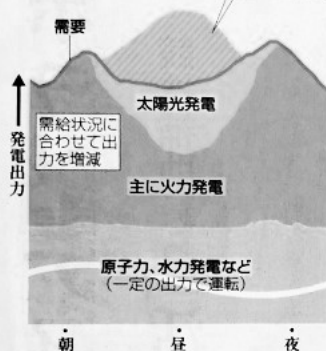 需要
太陽光発電
発電出力
需給状況に
合わせて出
力を増減
主に火力発電
原子力、水力発電など
(一定の出力で運転)
朝
昼
夜